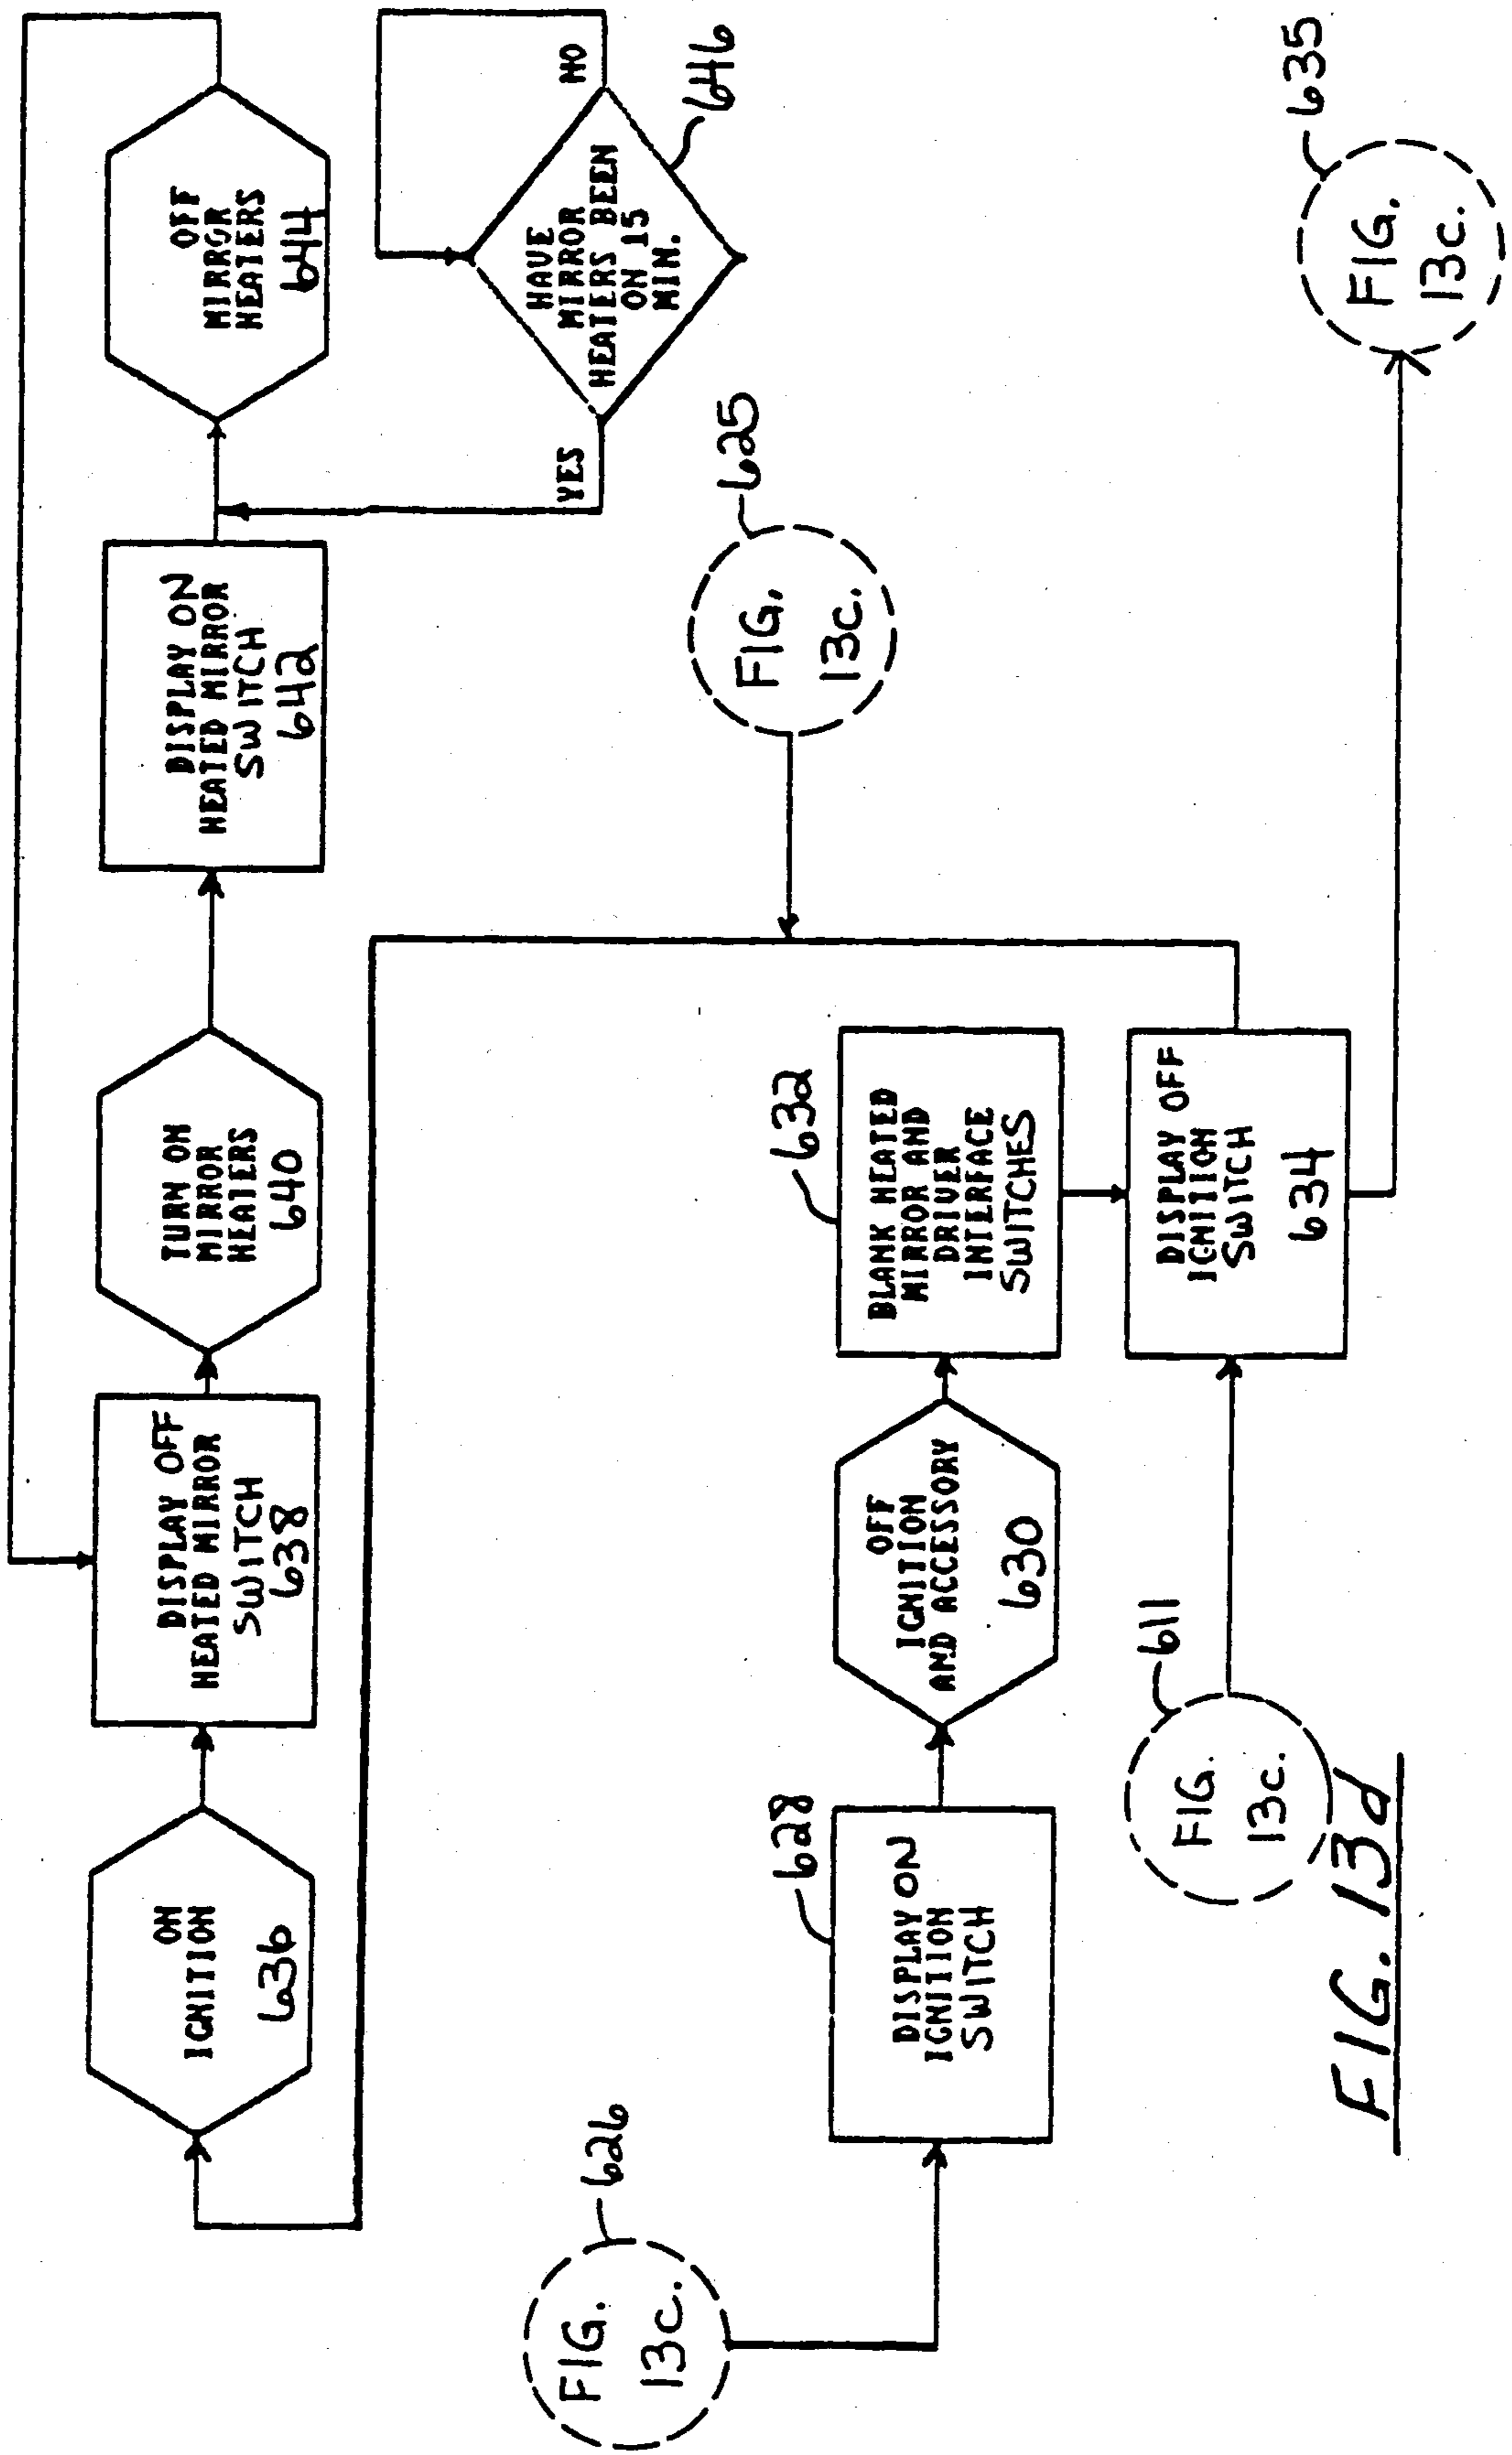 ON
IGNITION
636
DISPLAY OFF
HEATED MIRROR
SWITCH
638
TURN ON
MIRROR
HEATERS
640
DISPLAY ON
HEATED MIRROR
SWITCH
642
OFF
MIRROR
HEATERS
644
YES
HAVE
MIRROR
HEATERS BEEN
ON 15
MIN.
NO
646
FIG.
13c.
625
FIG.
13c.
626
DISPLAY ON
IGNITION
SWITCH
628
OFF
IGNITION
AND ACCESSORY
630
BLANK HEATED
MIRROR AND
DRIVER
INTERFACE
SWITCHES
632
FIG.
13c.
611
DISPLAY OFF
IGNITION
SWITCH
634
FIG.
13c.
635
FIG. 13d